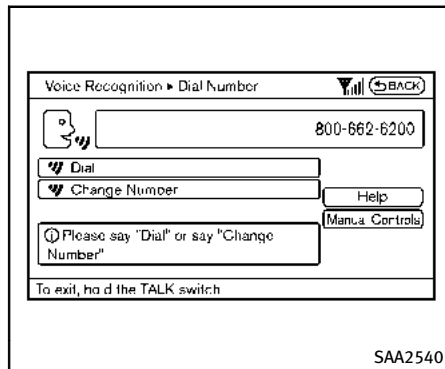 Voice Recognition ▸ Dial Number
BACK
800-662-6200
Dial
Change Number
Help
Manual Controls
Please say "Dial" or say "Change
Number"
To exit, hold the TALK switch
SAA2540